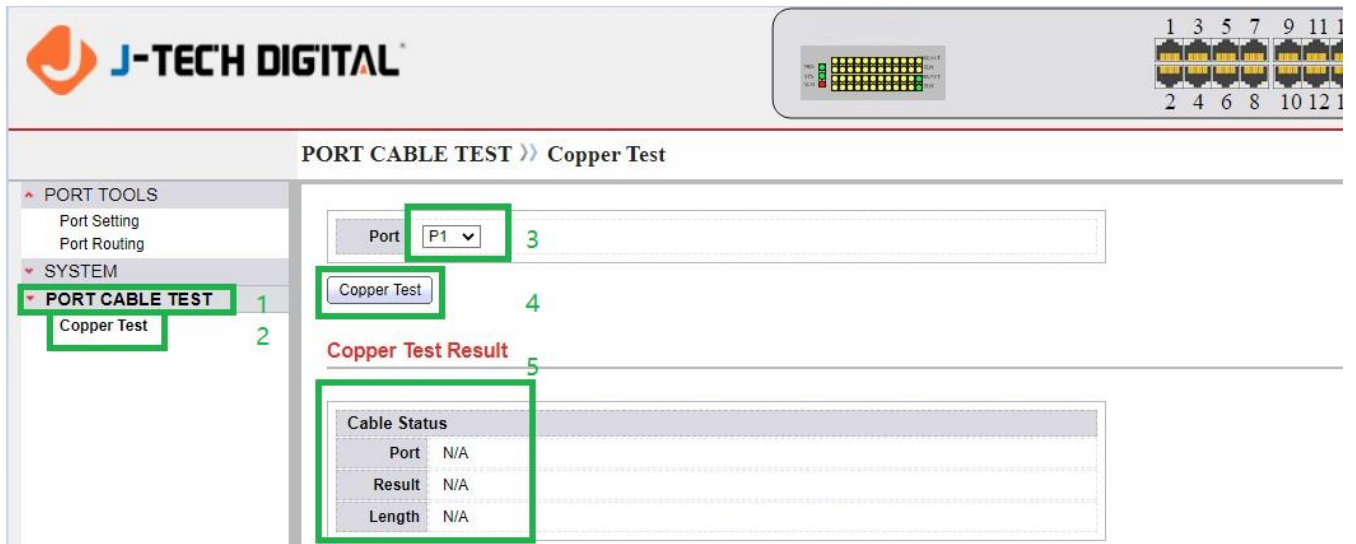 J-TECH DIGITAL
1 3 5 7 9 11 1
2 4 6 8 10 12 1
PORT CABLE TEST >> Copper Test
PORT TOOLS
Port Setting
Port Routing
SYSTEM
PORT CABLE TEST 1
Copper Test 2
Port P1 3
Copper Test 4
Copper Test Result 5
Cable Status
Port N/A
Result N/A
Length N/A